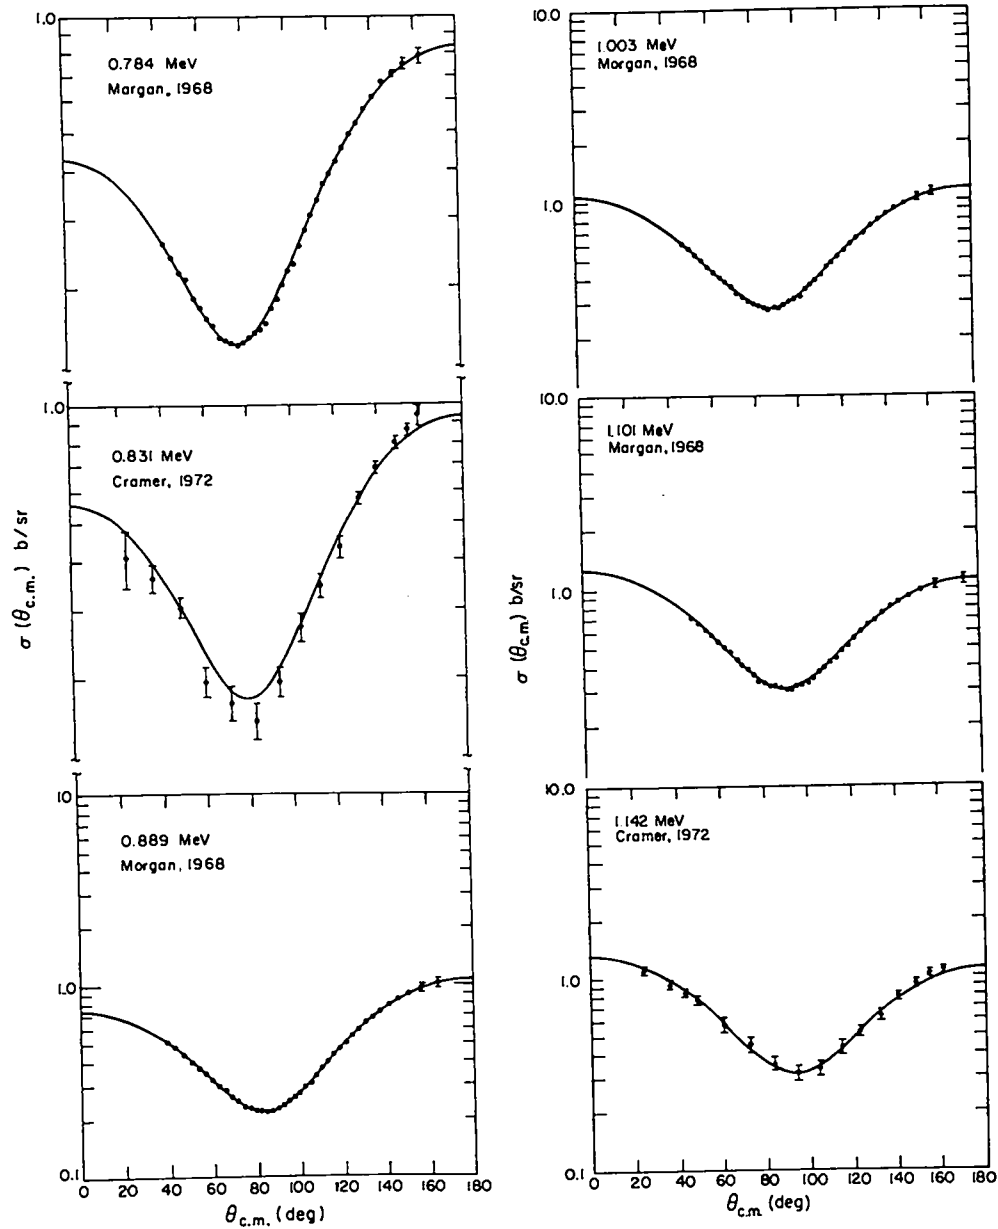 1.0
0.784 MeV
Margan, 1968
1.0
0.831 MeV
Cramer, 1972
σ (θc.m.) b/sr
10
0.889 MeV
Morgan, 1968
1.0
0.1
0 20 40 60 80 100 120 140 160 180
θc.m. (deg)
10.0
1.003 MeV
Morgan, 1968
1.0
10.0
1.101 MeV
Margan, 1968
1.0
σ (θc.m) b/sr
10.0
1.142 MeV
Cramer, 1972
1.0
0.1
0 20 40 60 80 100 120 140 160 180
θc.m. (deg)